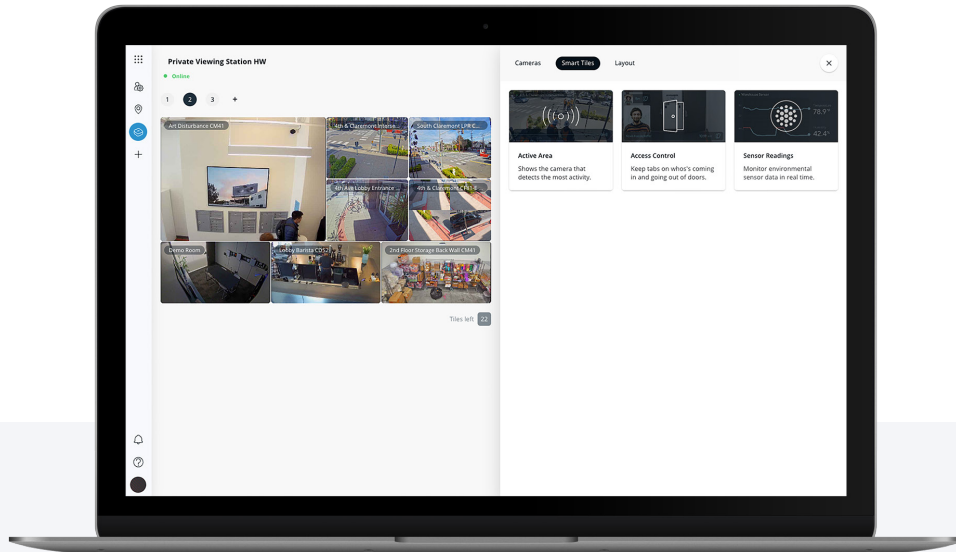 Private Viewing Station HW
Online
1 2 3 +
Art Disturbance CM41
4th & Claremont Interse...
South Claremont LPR C...
4th Ave Lobby Entrance ...
4th & Claremont CF81-E
Demo Room
Lobby Barista CD52
2nd Floor Storage Back Wall CM41
Tiles left 22
Cameras Smart Tiles Layout
Active Area
Shows the camera that
detects the most activity.
Access Control
Keep tabs on whos's coming
in and going out of doors.
78.9°
42.4°
Sensor Readings
Monitor environmental
sensor data in real time.